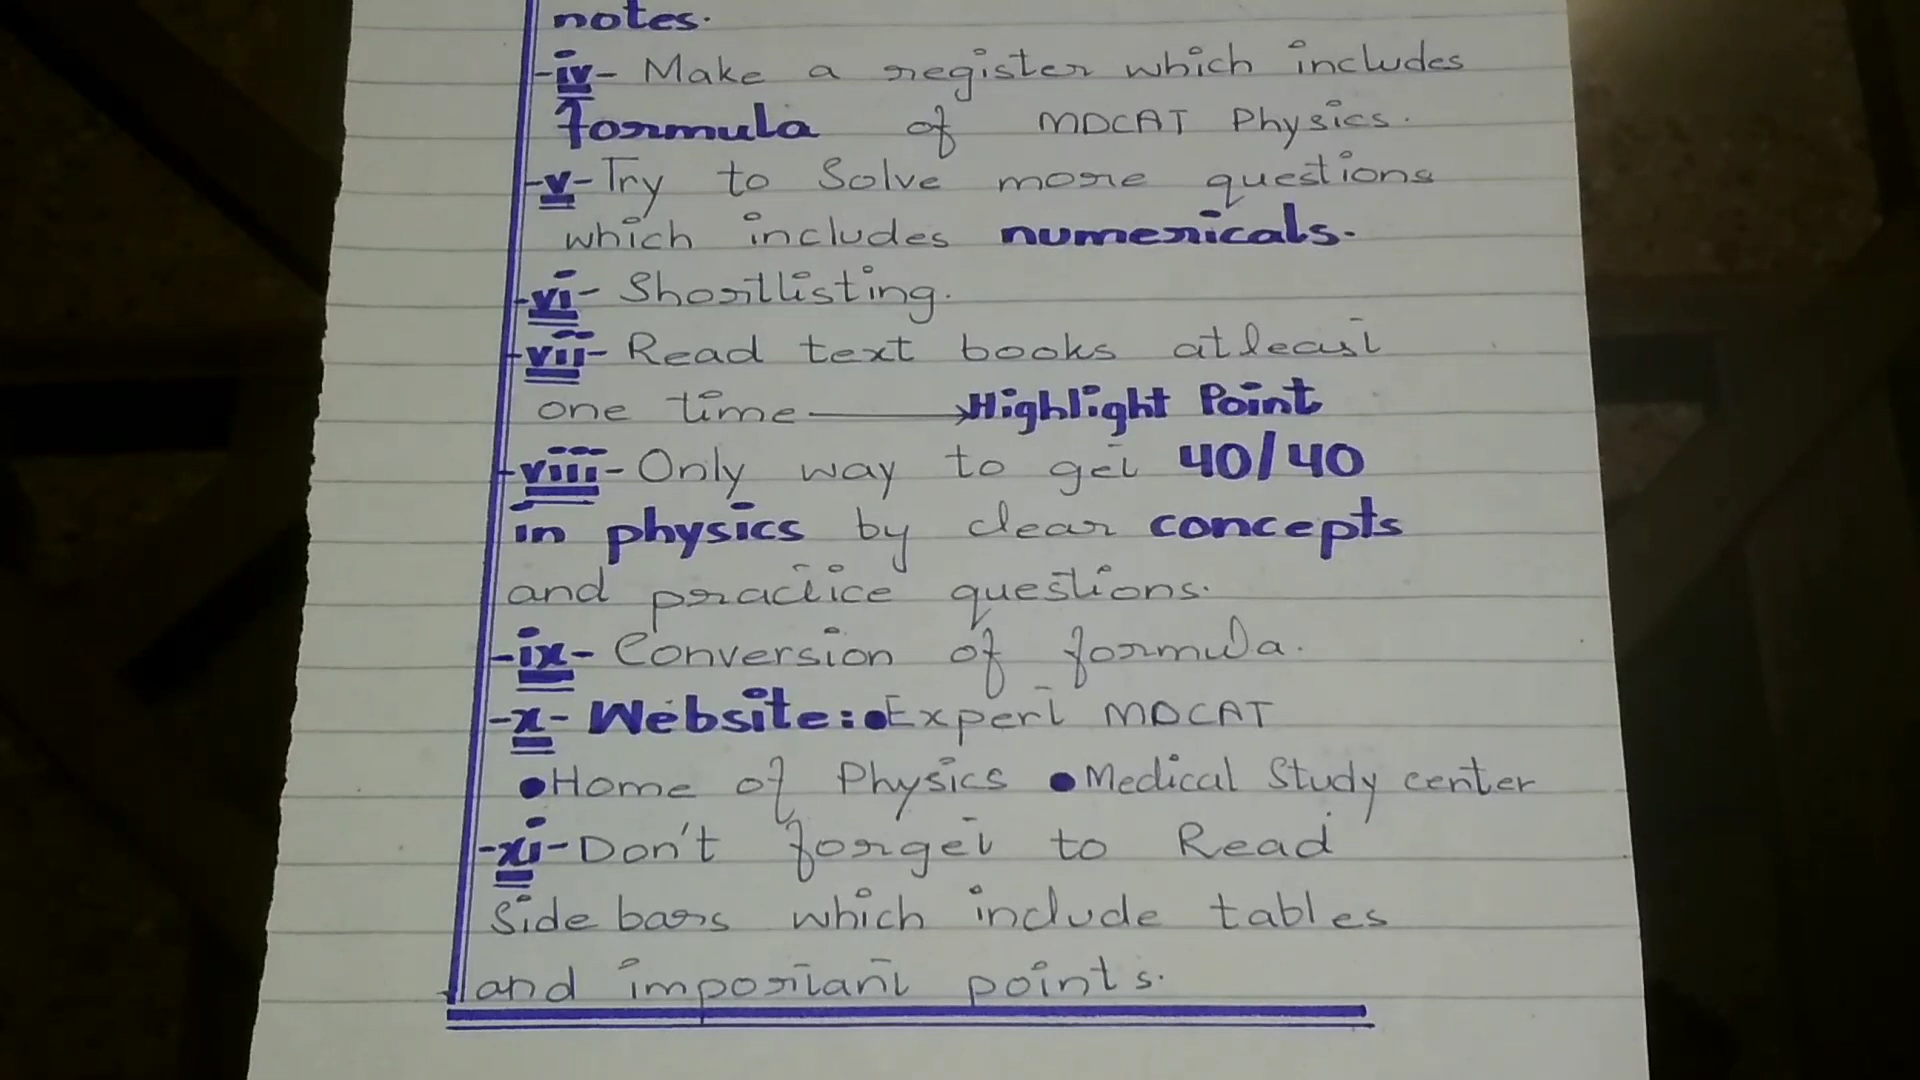 notes.
-iv- Make a register which includes
formula of MDCAT Physics.
-v- Try to Solve more questions
which includes numericals.
-vi- Shortlisting.
-vii- Read text books atleast
one time → Highlight Point
-viii- Only way to get 40/40
in physics by clear concepts
and practice questions.
-ix- Conversion of formula.
-x- Website: • Expert MDCAT
• Home of Physics • Medical Study center
-xi- Don't forget to Read
Side bars which include tables
and important points.